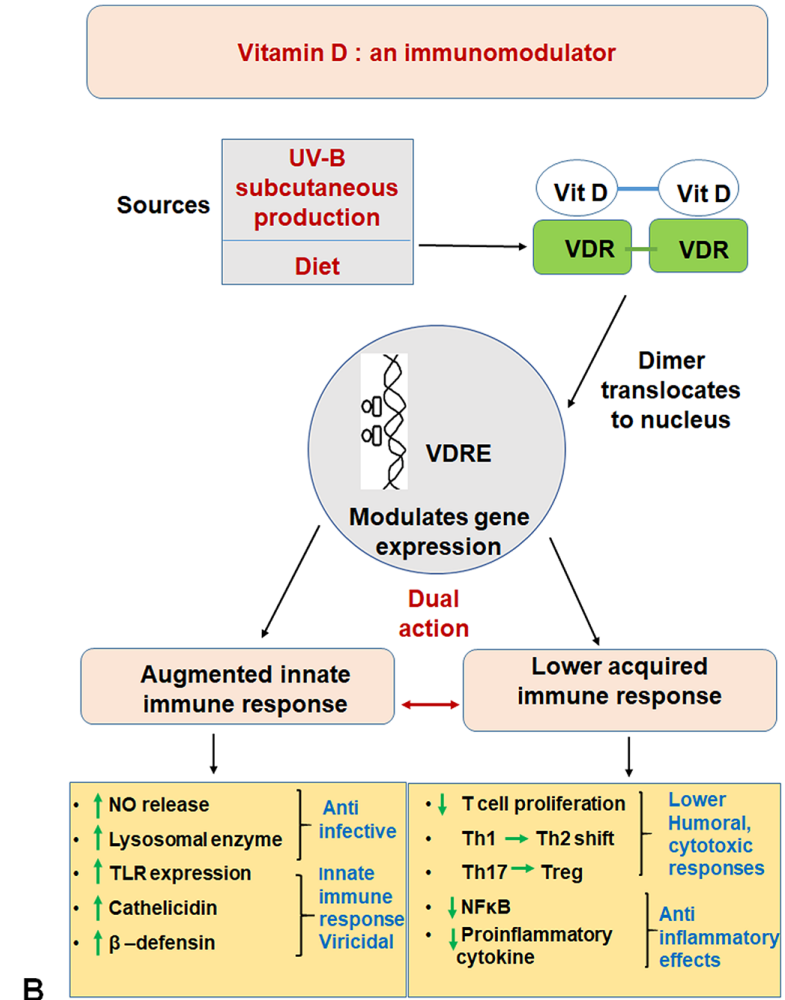 Vitamin D : an immunomodulator
Sources
UV-B
subcutaneous
production
Diet
Vit D
Vit D
VDR
VDR
Dimer
translocates
to nucleus
VDRE
Modulates gene
expression
Dual
action
Augmented innate
immune response
Lower acquired
immune response
• ↑ NO release
• ↑ Lysosomal enzyme
• ↑ TLR expression
• ↑ Cathelicidin
• ↑ β –defensin
Anti
infective
Innate
immune
response
Viricidal
• ↓ T cell proliferation
• Th1 → Th2 shift
• Th17 → Treg
• ↓ NFκB
• ↓ Proinflammatory
cytokine
Lower
Humoral,
cytotoxic
responses
Anti
inflammatory
effects
B